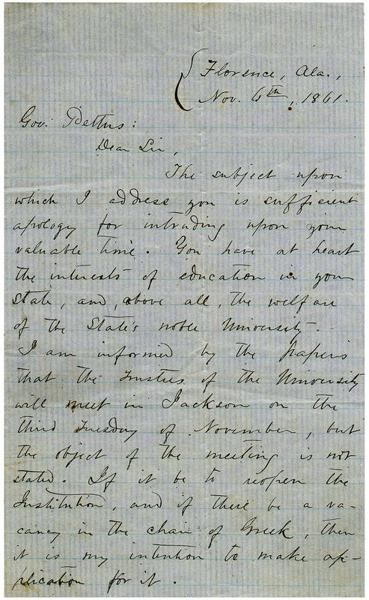 Florence, Ala.,
Nov. 6th, 1861.
Gov. Pettus:
Dear Sir,
The subject upon
which I address you is sufficient
apology for intruding upon your
valuable time. You have at heart
the interests of education in your
State, and, above all, the welfare
of the State's noble University.
I am informed by the papers
that the trustees of the University
will meet in Jackson on the
third Tuesday of November, but
the object of the meeting is not
stated. If it be to reopen the
Institution, and if there be a va-
cancy in the chair of Greek, then
it is my intention to make ap-
plication for it.